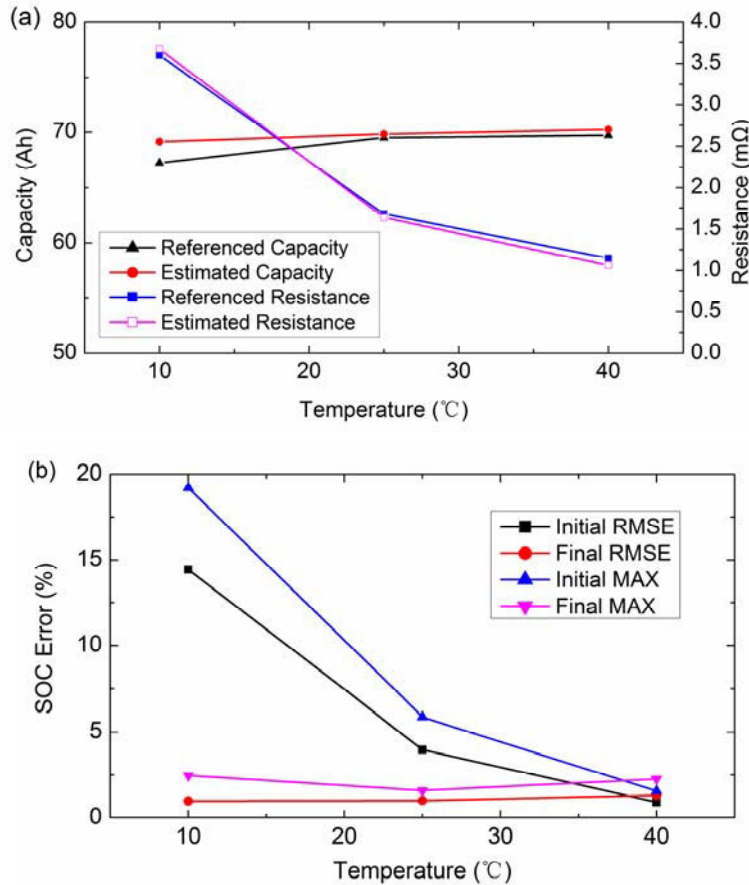 (a)
80
70
60
50
Capacity (Ah)
4.0
3.5
3.0
2.5
2.0
1.5
1.0
0.5
0.0
Resistance (mΩ)
Referenced Capacity
Estimated Capacity
Referenced Resistance
Estimated Resistance
10 20 30 40
Temperature (℃)
(b)
20
15
10
5
0
SOC Error (%)
Initial RMSE
Final RMSE
Initial MAX
Final MAX
10 20 30 40
Temperature (℃)